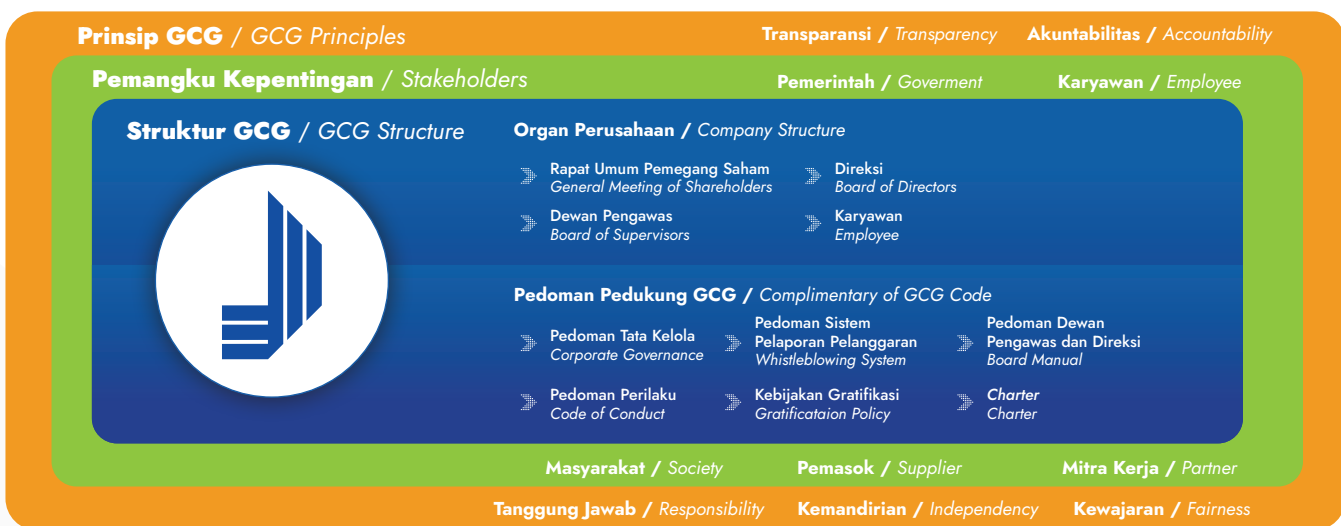 Prinsip GCG / GCG Principles
Transparansi / Transparency
Akuntabilitas / Accountability
Pemangku Kepentingan / Stakeholders
Pemerintah / Goverment
Karyawan / Employee
Struktur GCG / GCG Structure
Organ Perusahaan / Company Structure
Rapat Umum Pemegang Saham
General Meeting of Shareholders
Direksi
Board of Directors
Dewan Pengawas
Board of Supervisors
Karyawan
Employee
Pedoman Pedukung GCG / Complimentary of GCG Code
Pedoman Tata Kelola
Corporate Governance
Pedoman Sistem
Pelaporan Pelanggaran
Whistleblowing System
Pedoman Dewan
Pengawas dan Direksi
Board Manual
Pedoman Perilaku
Code of Conduct
Kebijakan Gratifikasi
Gratificataion Policy
Charter
Charter
Masyarakat / Society
Pemasok / Supplier
Mitra Kerja / Partner
Tanggung Jawab / Responsibility
Kemandirian / Independency
Kewajaran / Fairness